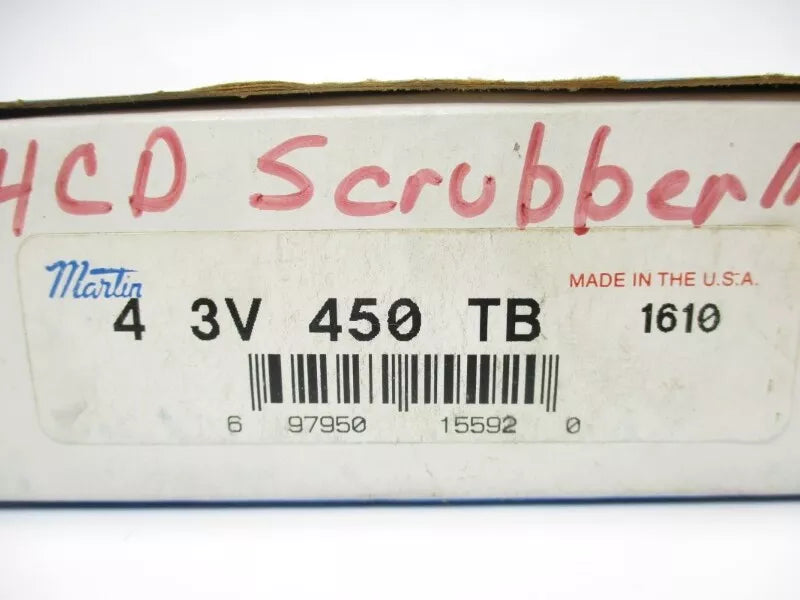 HCD Scrubber
Martin
MADE IN THE U.S.A.
4 3V 450 TB 1610
6 97950 15592 0